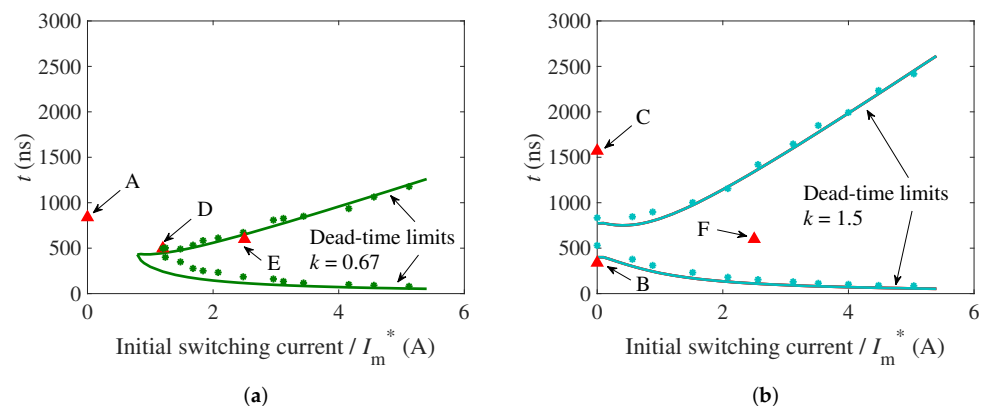 3000
2500
2000
1500
1000
500
0
t (ns)
A
D
E
Dead-time limits
k = 0.67
0
2
4
6
Initial switching current / I_m^* (A)
(a)
3000
2500
2000
1500
1000
500
0
t (ns)
C
F
B
Dead-time limits
k = 1.5
0
2
4
6
Initial switching current / I_m^* (A)
(b)